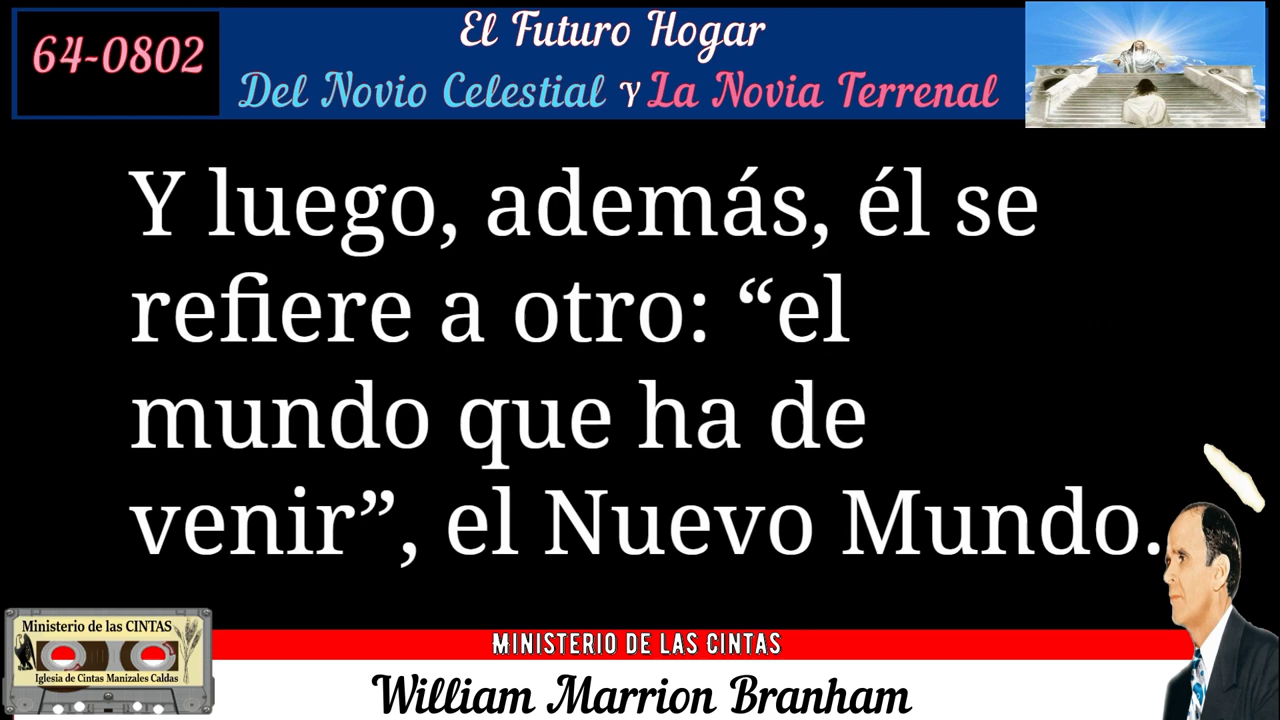 64-0802
El Futuro Hogar
Del Novio Celestial Y La Novia Terrenal
Y luego, además, él se
refiere a otro: “el
mundo que ha de
venir”, el Nuevo Mundo.
Ministerio de las CINTAS
Iglesia de Cintas Manizales Caldas
MINISTERIO DE LAS CINTAS
William Marrion Branham